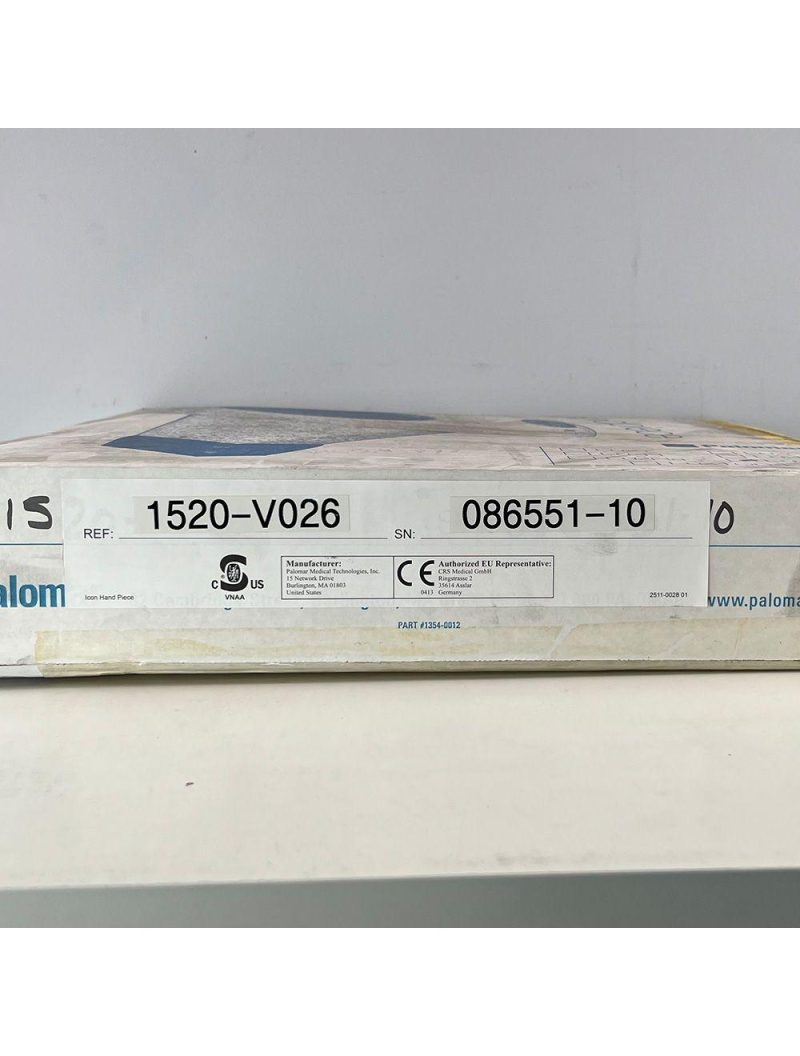 15
1520-V026
086551-10
10
REF:
SN:
C
US
VNAA
Manufacturer:
Palomar Medical Technologies, Inc.
15 Network Drive
Burlington, MA 01803
United States
CE
0413
Authorized EU Representative:
CRS Medical GmbH
Ringstrasse 2
35614 Asslar
Germany
Icon Hand Piece
2511-0028 01
alom
www.paloma
PART #1354-0012